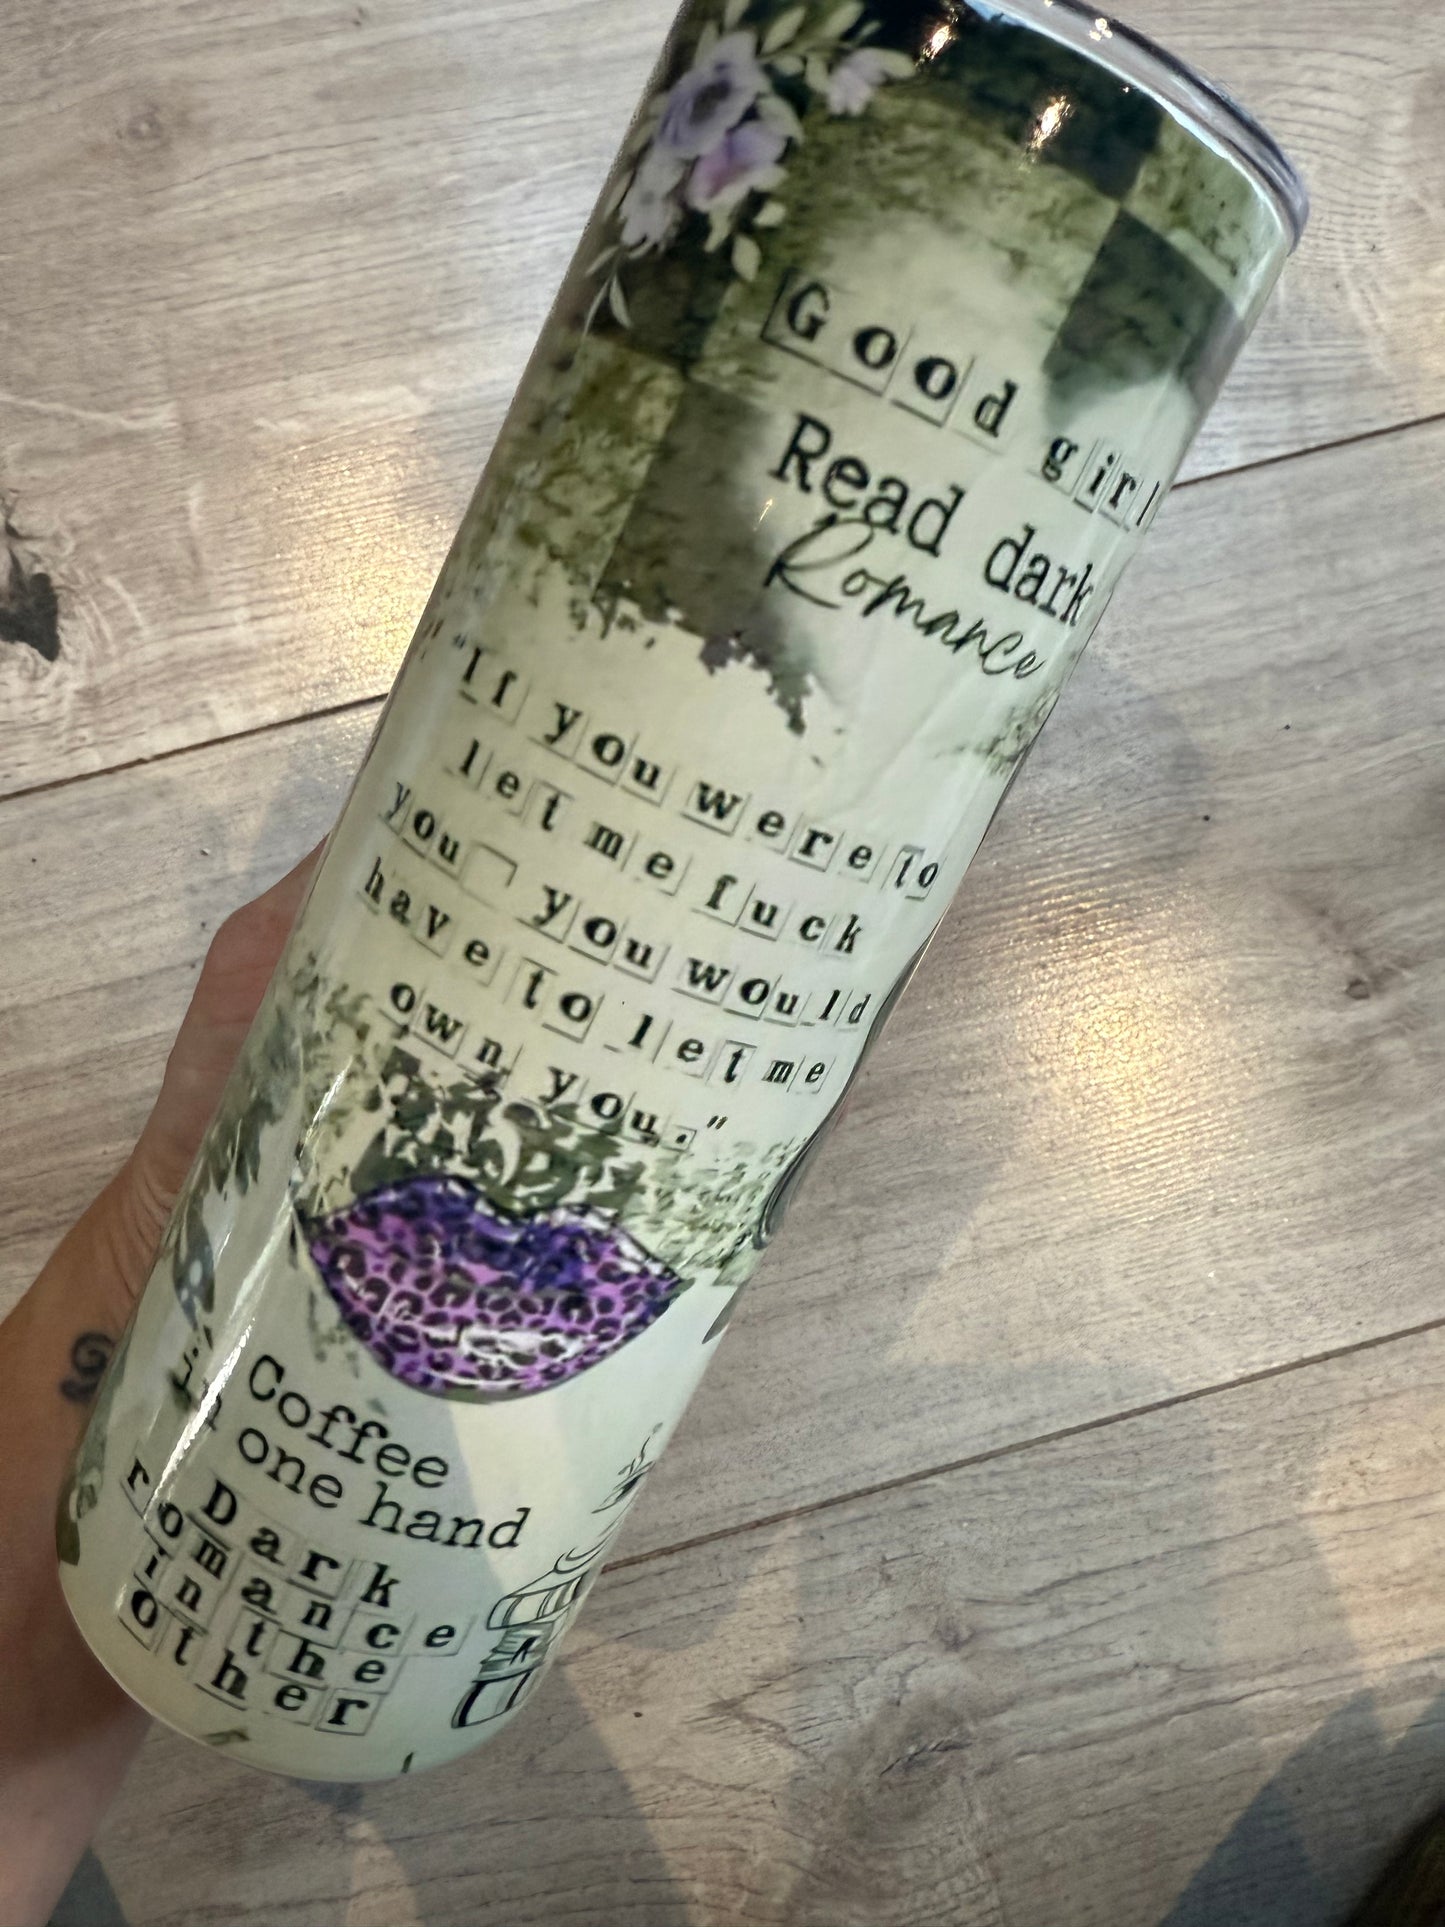 Good girl
Read dark
Romance
"If you were to
let me fuck
you you would
have to let me
own you."
Coffee
in one hand
Dark
romance
in the
other